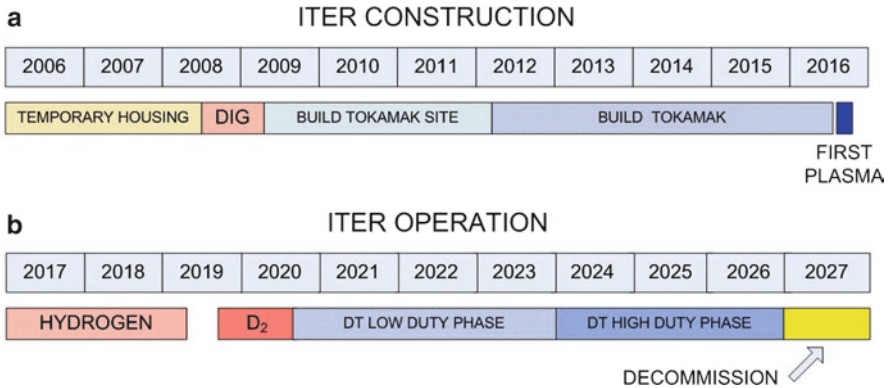 a
ITER CONSTRUCTION
2006 2007 2008 2009 2010 2011 2012 2013 2014 2015 2016
TEMPORARY HOUSING DIG BUILD TOKAMAK SITE BUILD TOKAMAK
FIRST
PLASMA
b
ITER OPERATION
2017 2018 2019 2020 2021 2022 2023 2024 2025 2026 2027
HYDROGEN D₂ DT LOW DUTY PHASE DT HIGH DUTY PHASE
DECOMMISSION